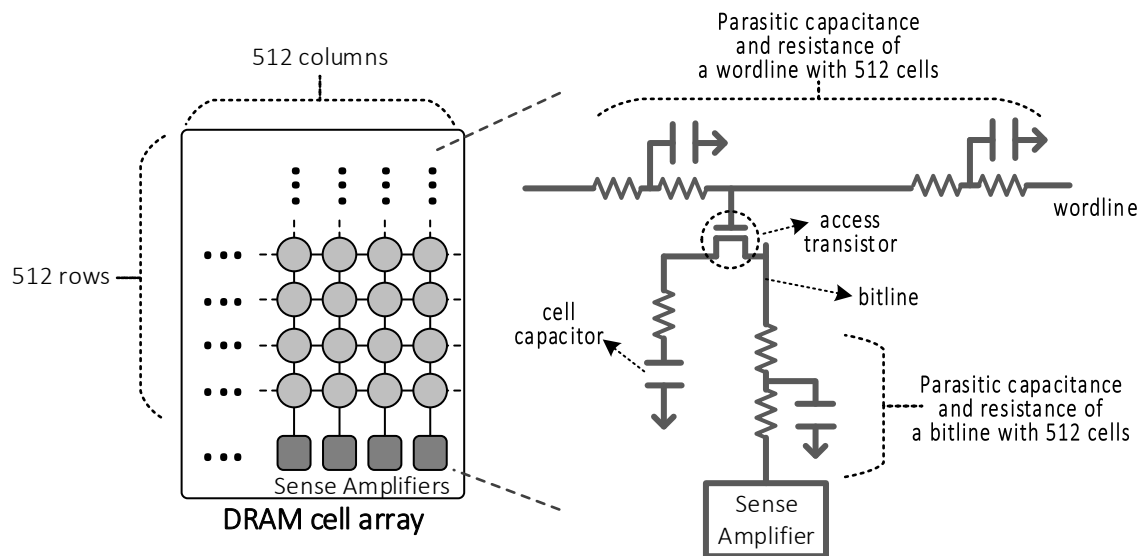 512 columns
512 rows
Sense Amplifiers
DRAM cell array
Parasitic capacitance
and resistance of
a wordline with 512 cells
wordline
access
transistor
bitline
cell
capacitor
Parasitic capacitance
and resistance of
a bitline with 512 cells
Sense
Amplifier